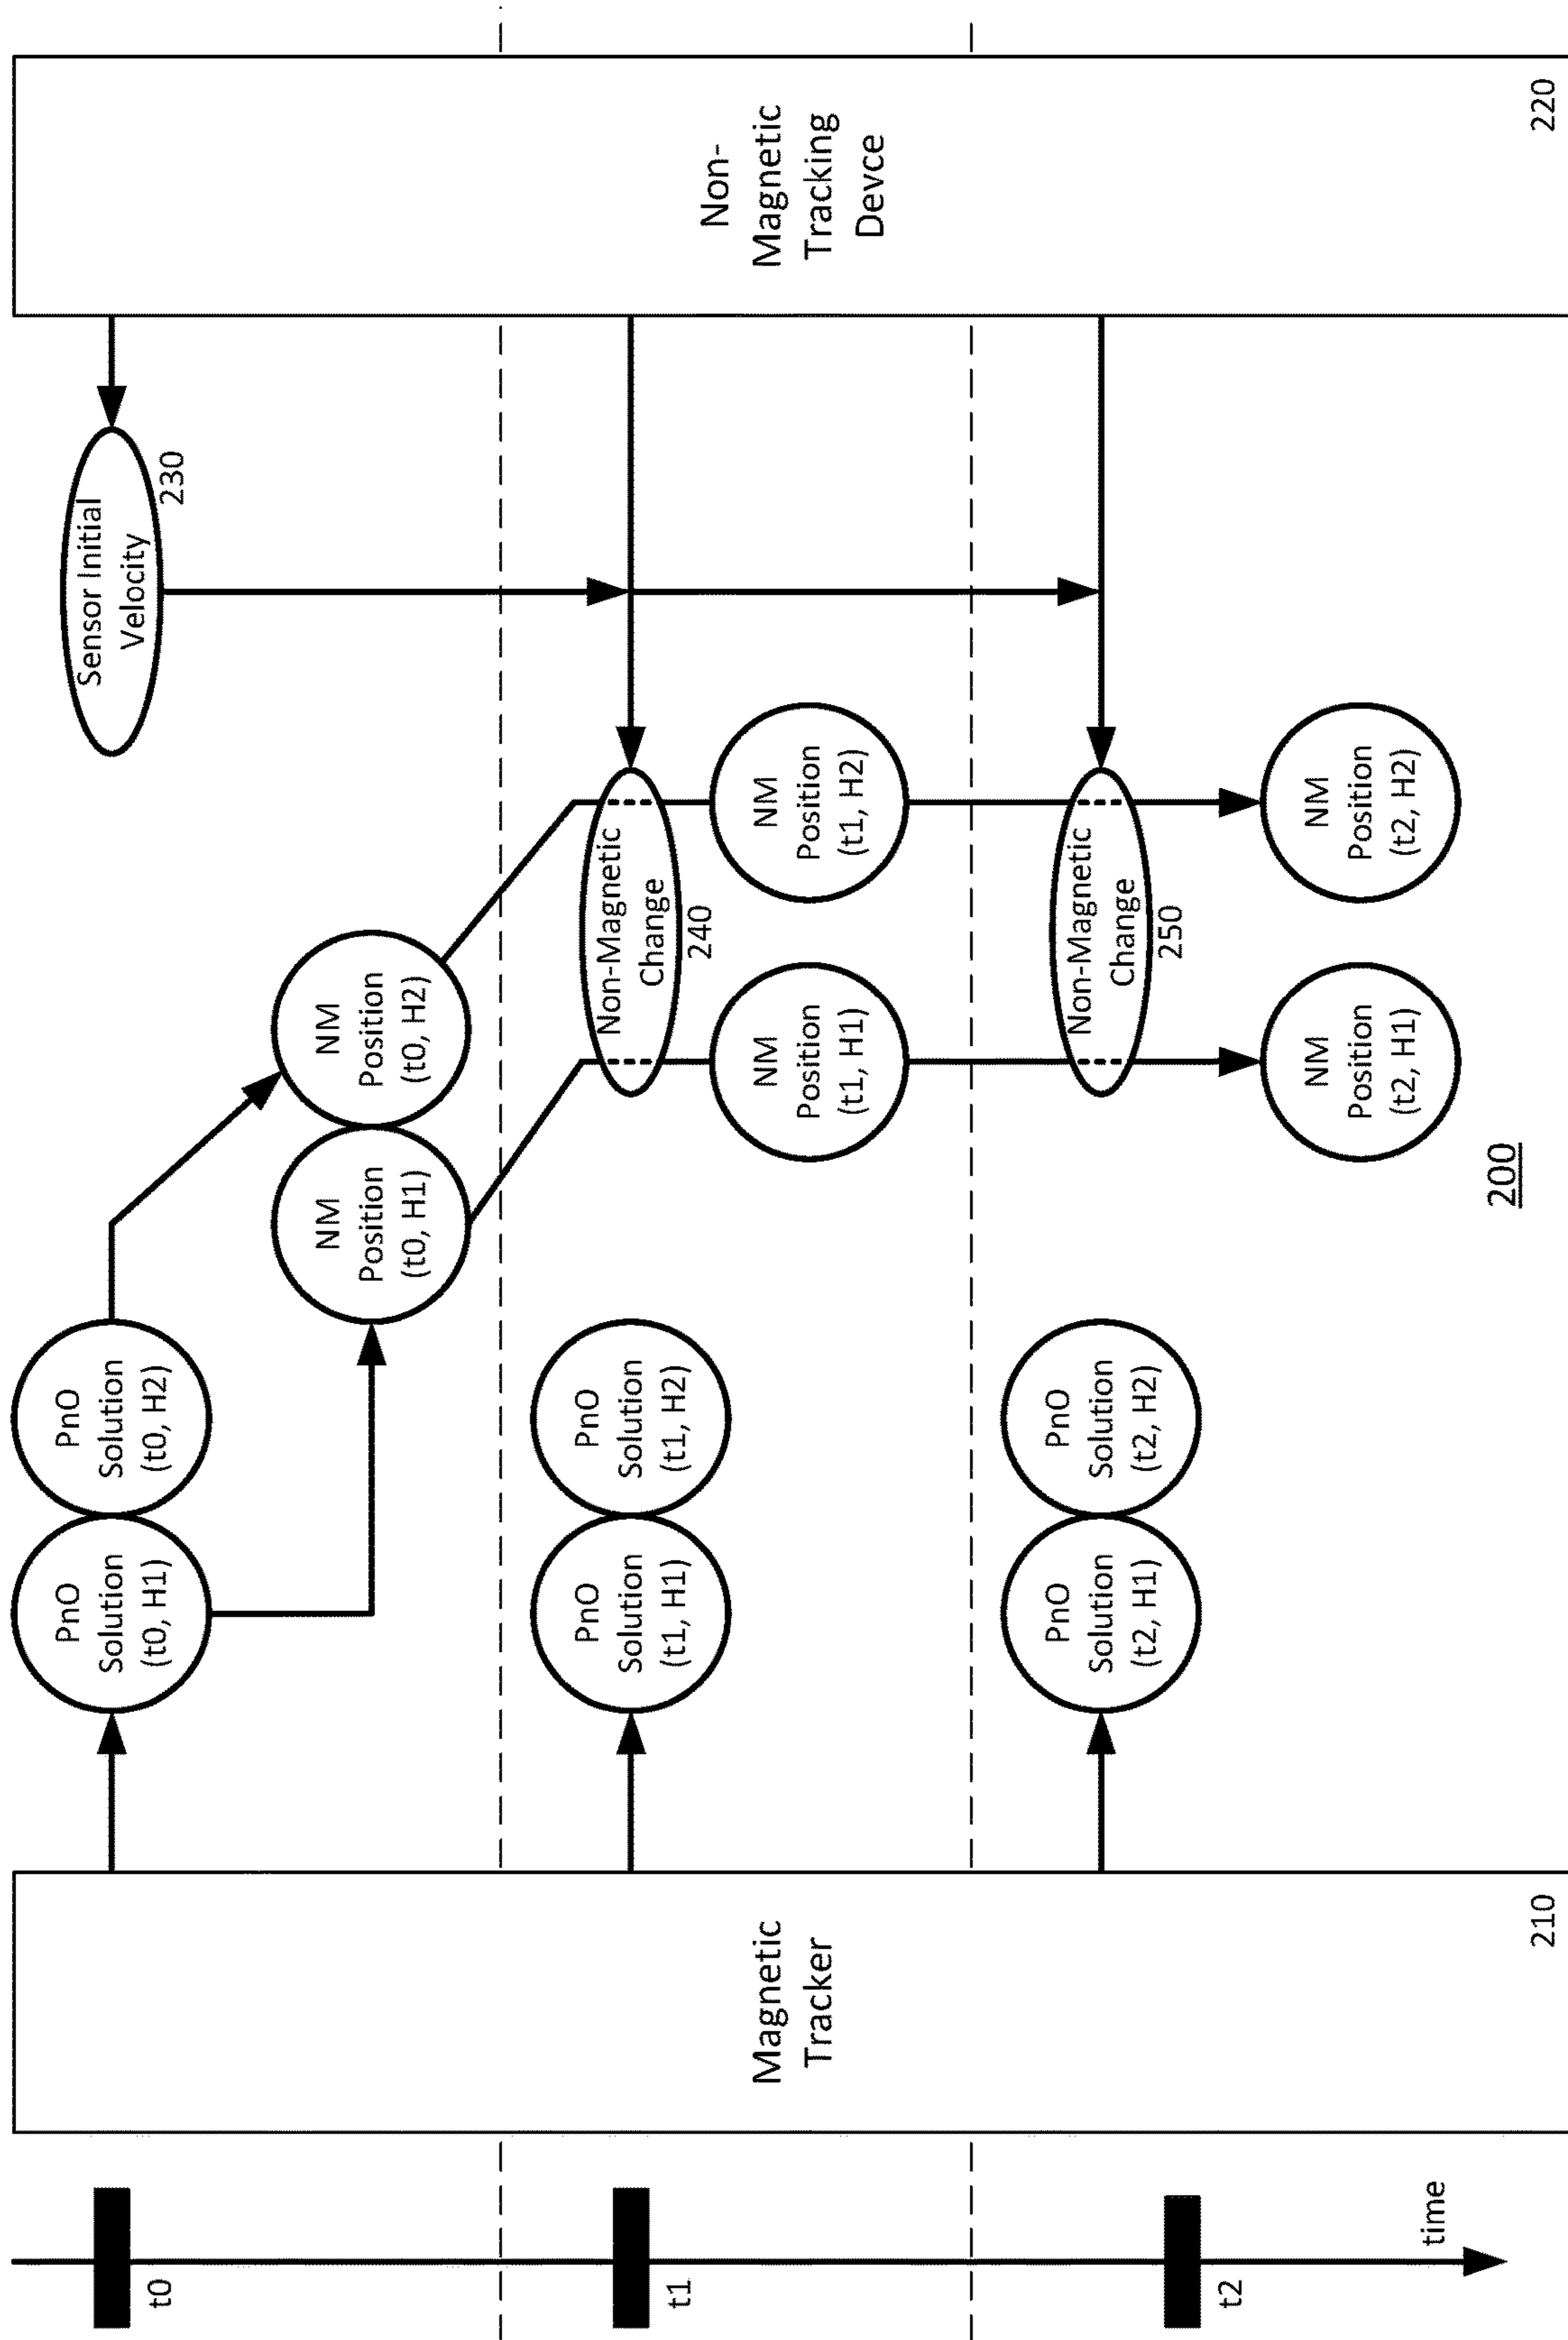 t0
PnO
Solution
(t0, H1)
PnO
Solution
(t0, H2)
Sensor Initial
Velocity
230
NM
Position
(t0, H1)
NM
Position
(t0, H2)
t1
Magnetic
Tracker
210
PnO
Solution
(t1, H1)
PnO
Solution
(t1, H2)
Non-Magnetic
Change
240
NM
Position
(t1, H1)
NM
Position
(t1, H2)
Non-
Magnetic
Tracking
Devce
220
t2
PnO
Solution
(t2, H1)
PnO
Solution
(t2, H2)
Non-Magnetic
Change
250
NM
Position
(t2, H1)
NM
Position
(t2, H2)
time
200